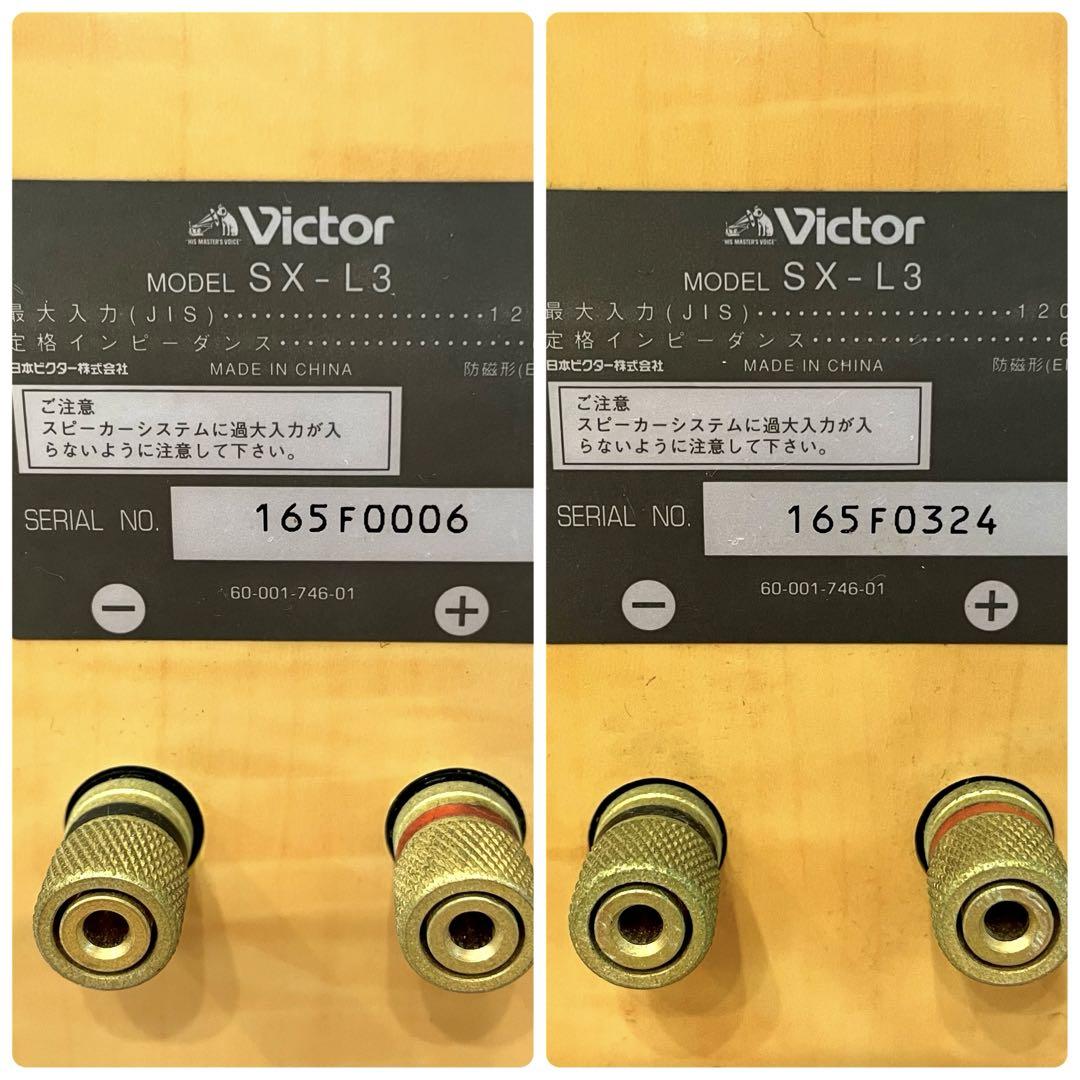 "HIS MASTER'S VOICE" Victor
MODEL SX-L3
最大入力(JIS)····················12
定格インピーダンス····················
日本ビクター株式会社 MADE IN CHINA 防磁形(E
ご注意
スピーカーシステムに過大入力が入
らないように注意して下さい。
SERIAL NO. 165F0006
60-001-746-01
− +
"HIS MASTER'S VOICE" Victor
MODEL SX-L3
最大入力(JIS)····················120
定格インピーダンス····················6
日本ビクター株式会社 MADE IN CHINA 防磁形(E
ご注意
スピーカーシステムに過大入力が入
らないように注意して下さい。
SERIAL NO. 165F0324
60-001-746-01
− +